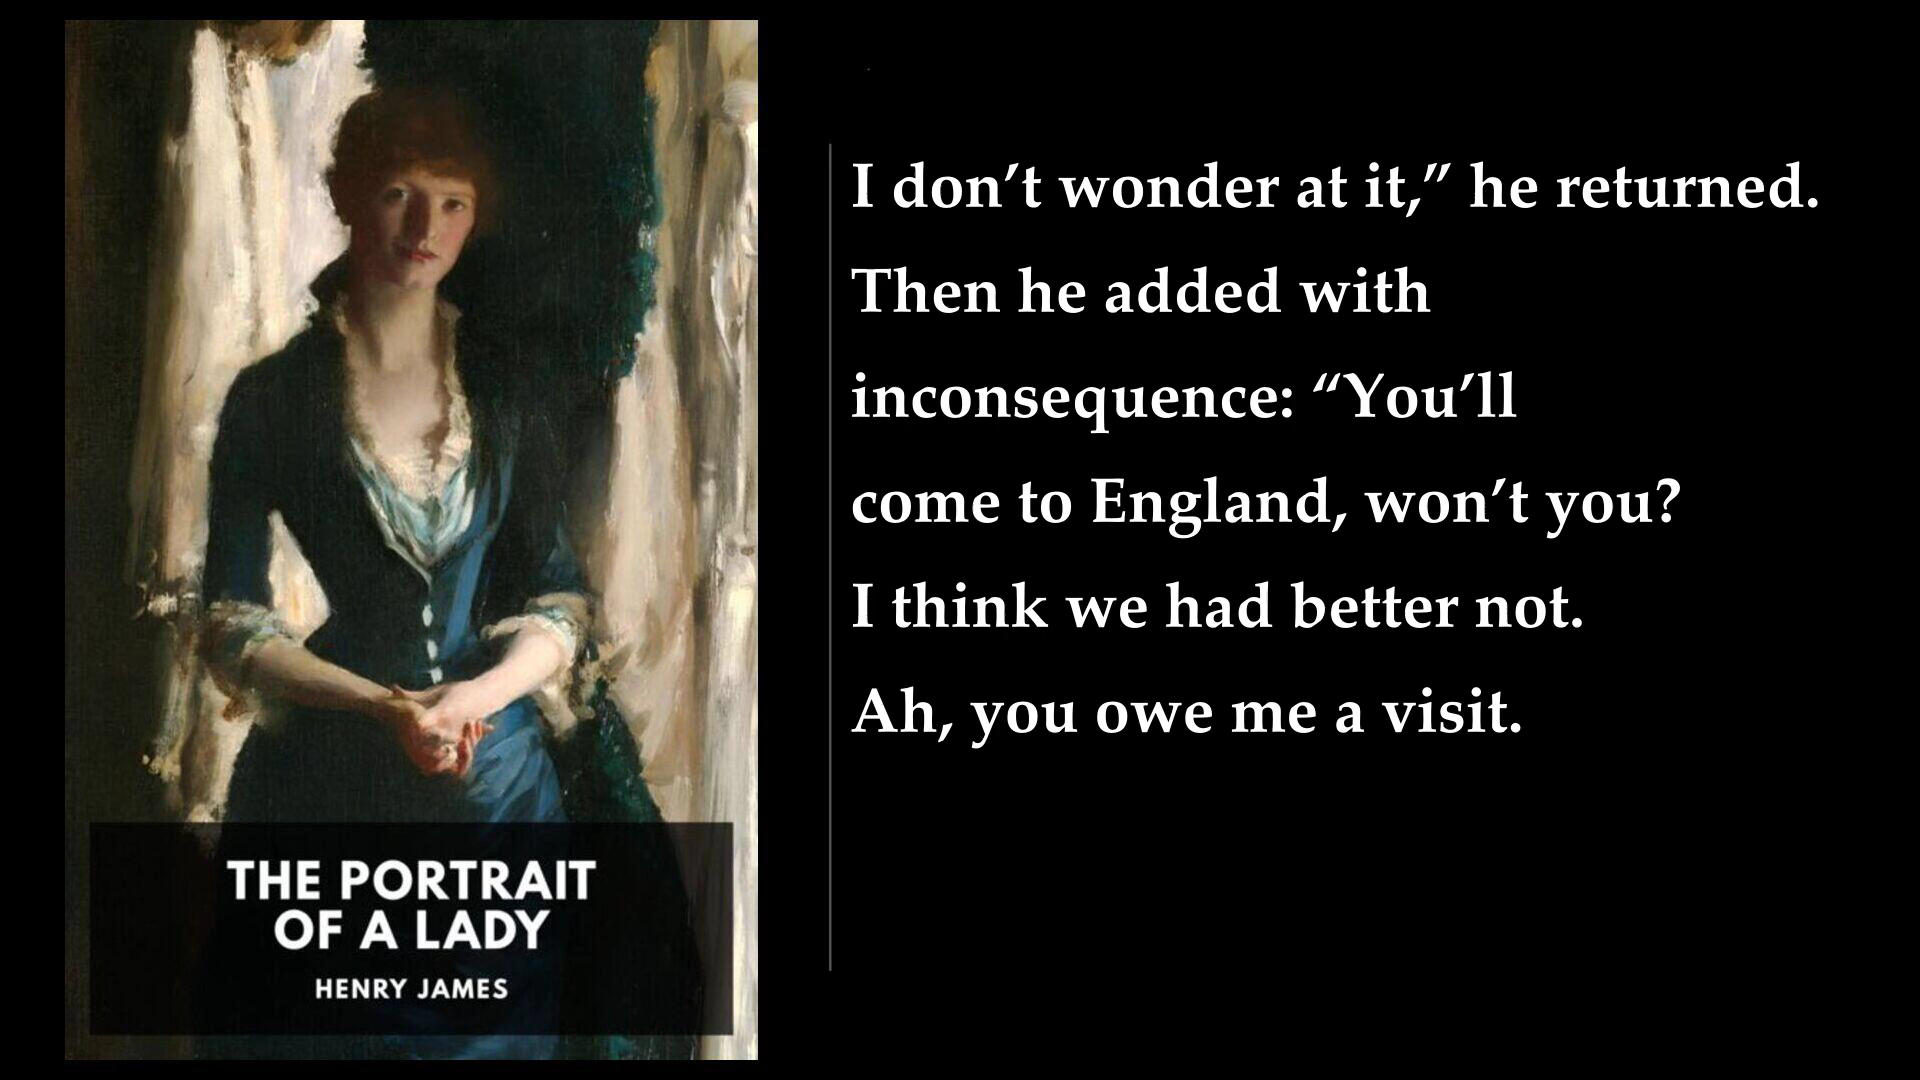 I don’t wonder at it,” he returned.
Then he added with
inconsequence: “You’ll
come to England, won’t you?
I think we had better not.
Ah, you owe me a visit.
THE PORTRAIT
OF A LADY
HENRY JAMES